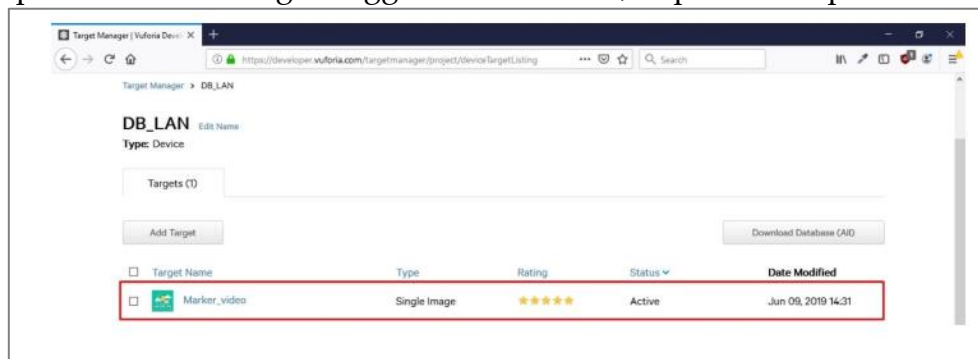 Target Manager | Vuforia Deve
https://developer.vuforia.com/targetmanager/project/deviceTargetListing
Search
Target Manager > DB_LAN
DB_LAN Edit Name
Type: Device
Targets (1)
Add Target
Download Database (All)
Target Name Type Rating Status Date Modified
Marker_video Single Image Active Jun 09, 2019 14:31